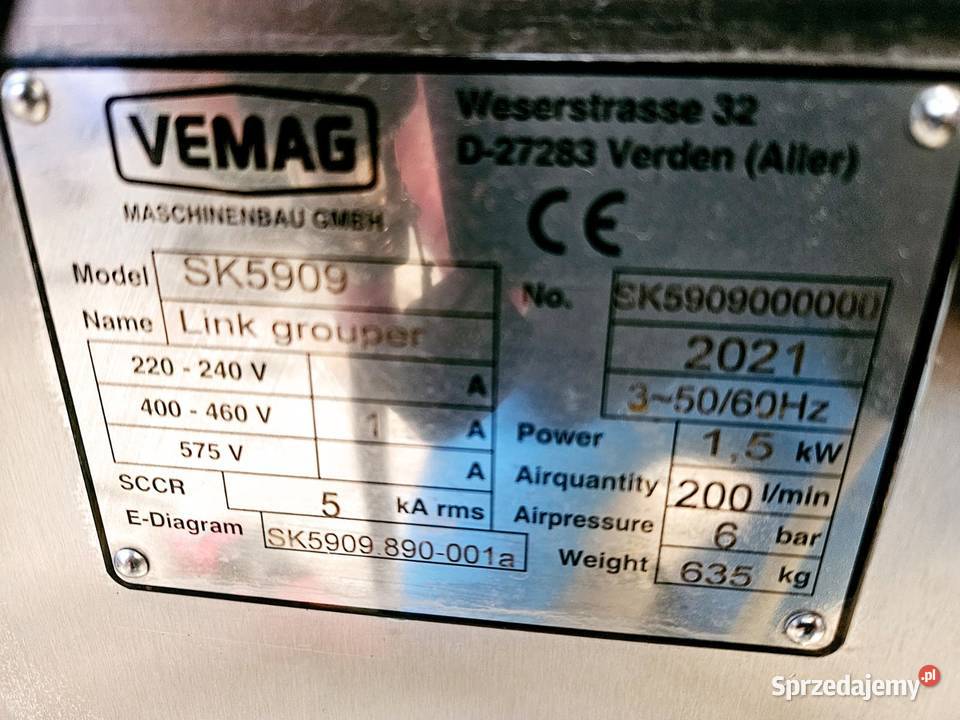 VEMAG
MASCHINENBAU GMBH
Weserstrasse 32
D-27283 Verden (Aller)
CE
Model SK5909
Name Link grouper
220 - 240 V A
400 - 460 V 1 A
575 V A
SCCR 5 kA rms
E-Diagram SK5909.890-001a
No. SK5909000000
2021
3~50/60Hz
Power 1,5 kW
Airquantity 200 l/min
Airpressure 6 bar
Weight 635 kg
Sprzedajemy.pl